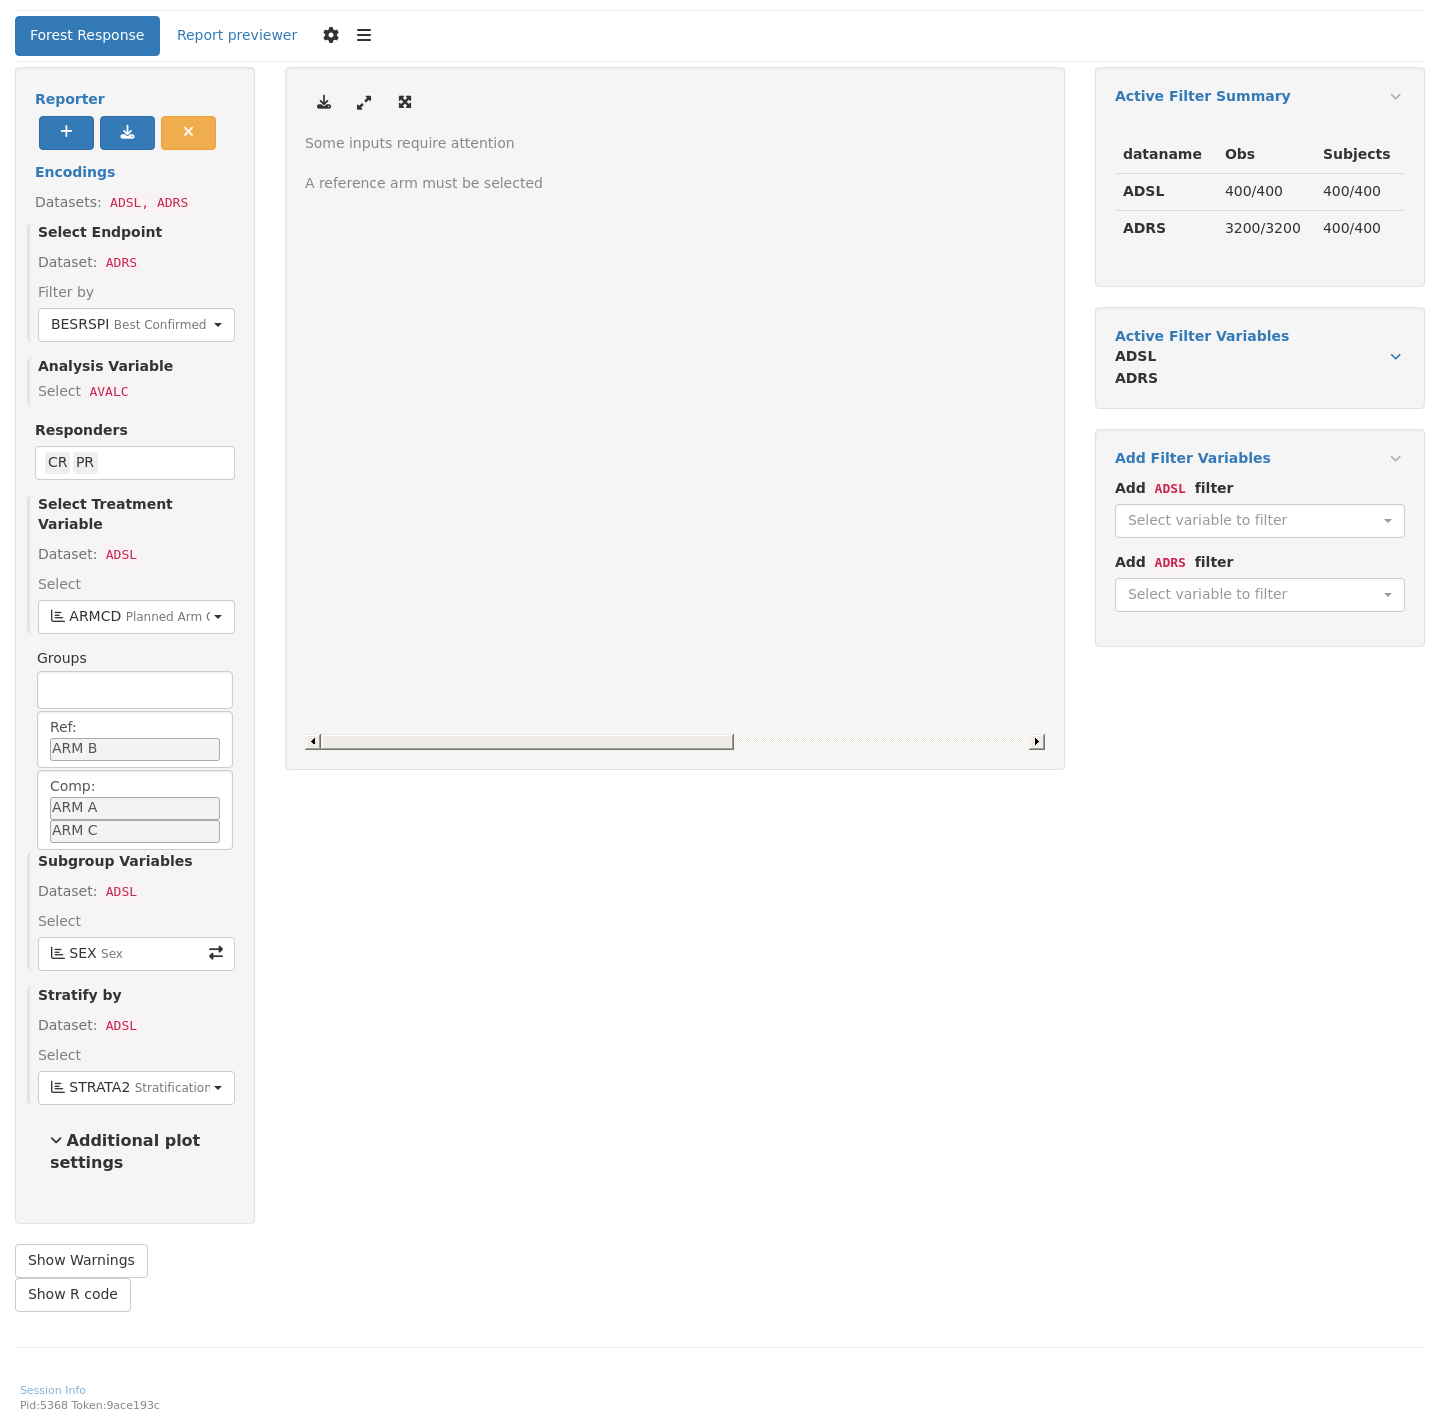 Forest Response
Report previewer
Reporter
Encodings
Datasets: ADSL, ADRS
Select Endpoint
Dataset: ADRS
Filter by
BESRSPI Best Confirmed
Analysis Variable
Select AVALC
Responders
CR PR
Select Treatment
Variable
Dataset: ADSL
Select
ARMCD Planned Arm
Groups
Ref:
ARM B
Comp:
ARM A
ARM C
Subgroup Variables
Dataset: ADSL
Select
SEX Sex
Stratify by
Dataset: ADSL
Select
STRATA2 Stratification
Additional plot
settings
Show Warnings
Show R code
Some inputs require attention
A reference arm must be selected
Active Filter Summary
dataname Obs Subjects
ADSL 400/400 400/400
ADRS 3200/3200 400/400
Active Filter Variables
ADSL
ADRS
Add Filter Variables
Add ADSL filter
Select variable to filter
Add ADRS filter
Select variable to filter
Session Info
Pid:5368 Token:9ace193c